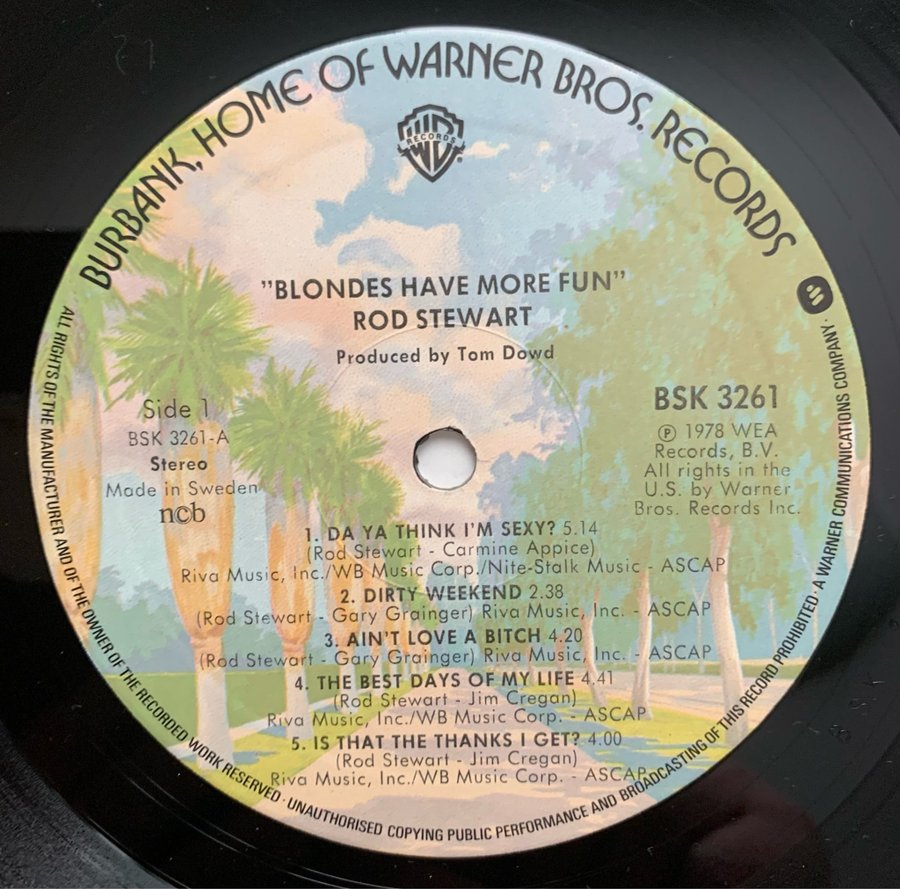 BURBANK, HOME OF WARNER BROS. RECORDS
WB RECORDS ®
"BLONDES HAVE MORE FUN"
ROD STEWART
Produced by Tom Dowd
Side 1
BSK 3261-A
Stereo
Made in Sweden
ncb
BSK 3261
Ⓟ 1978 WEA
Records, B.V.
All rights in the
U.S. by Warner
Bros. Records Inc.
1. DA YA THINK I'M SEXY? 5.14
(Rod Stewart - Carmine Appice)
Riva Music, Inc./WB Music Corp./Nite-Stalk Music - ASCAP
2. DIRTY WEEKEND 2.38
(Rod Stewart - Gary Grainger) Riva Music, Inc. - ASCAP
3. AIN'T LOVE A BITCH 4.20
(Rod Stewart - Gary Grainger) Riva Music, Inc. - ASCAP
4. THE BEST DAYS OF MY LIFE 4.41
(Rod Stewart - Jim Cregan)
Riva Music, Inc./WB Music Corp. - ASCAP
5. IS THAT THE THANKS I GET? 4.00
(Rod Stewart - Jim Cregan)
Riva Music, Inc./WB Music Corp. - ASCAP
ALL RIGHTS OF THE MANUFACTURER AND OF THE OWNER OF THE RECORDED WORK RESERVED · UNAUTHORISED COPYING PUBLIC PERFORMANCE AND BROADCASTING OF THIS RECORD PROHIBITED · A WARNER COMMUNICATIONS COMPANY ·